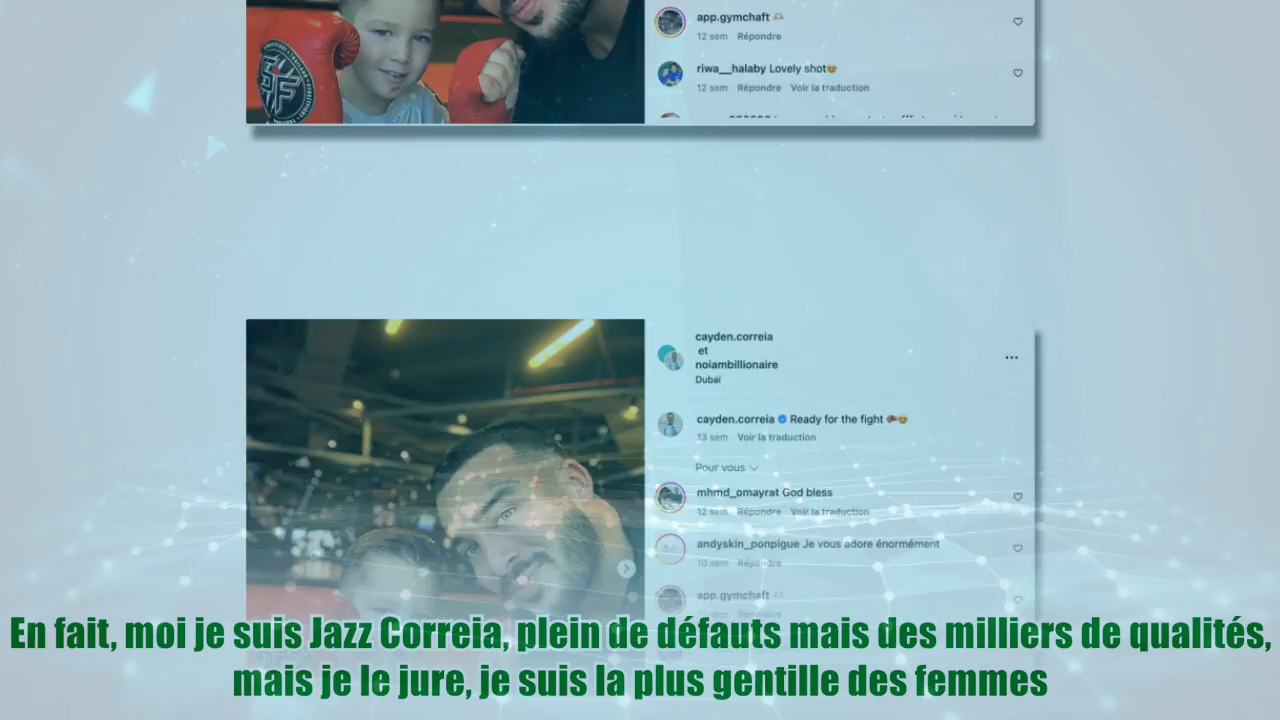 app.gymchaft
12 sem Répondre
riwa__halaby Lovely shot😍
12 sem Répondre Voir la traduction
cayden.correia
et
noiambillionaire
Dubaï
cayden.correia Ready for the fight 🥊😍
13 sem Voir la traduction
Pour vous
mhmd_omayrat God bless
12 sem Répondre Voir la traduction
andyskin_ponpigue Je vous adore énormément
10 sem Répondre
app.gymchaft
En fait, moi je suis Jazz Correia, plein de défauts mais des milliers de qualités,
mais je le jure, je suis la plus gentille des femmes